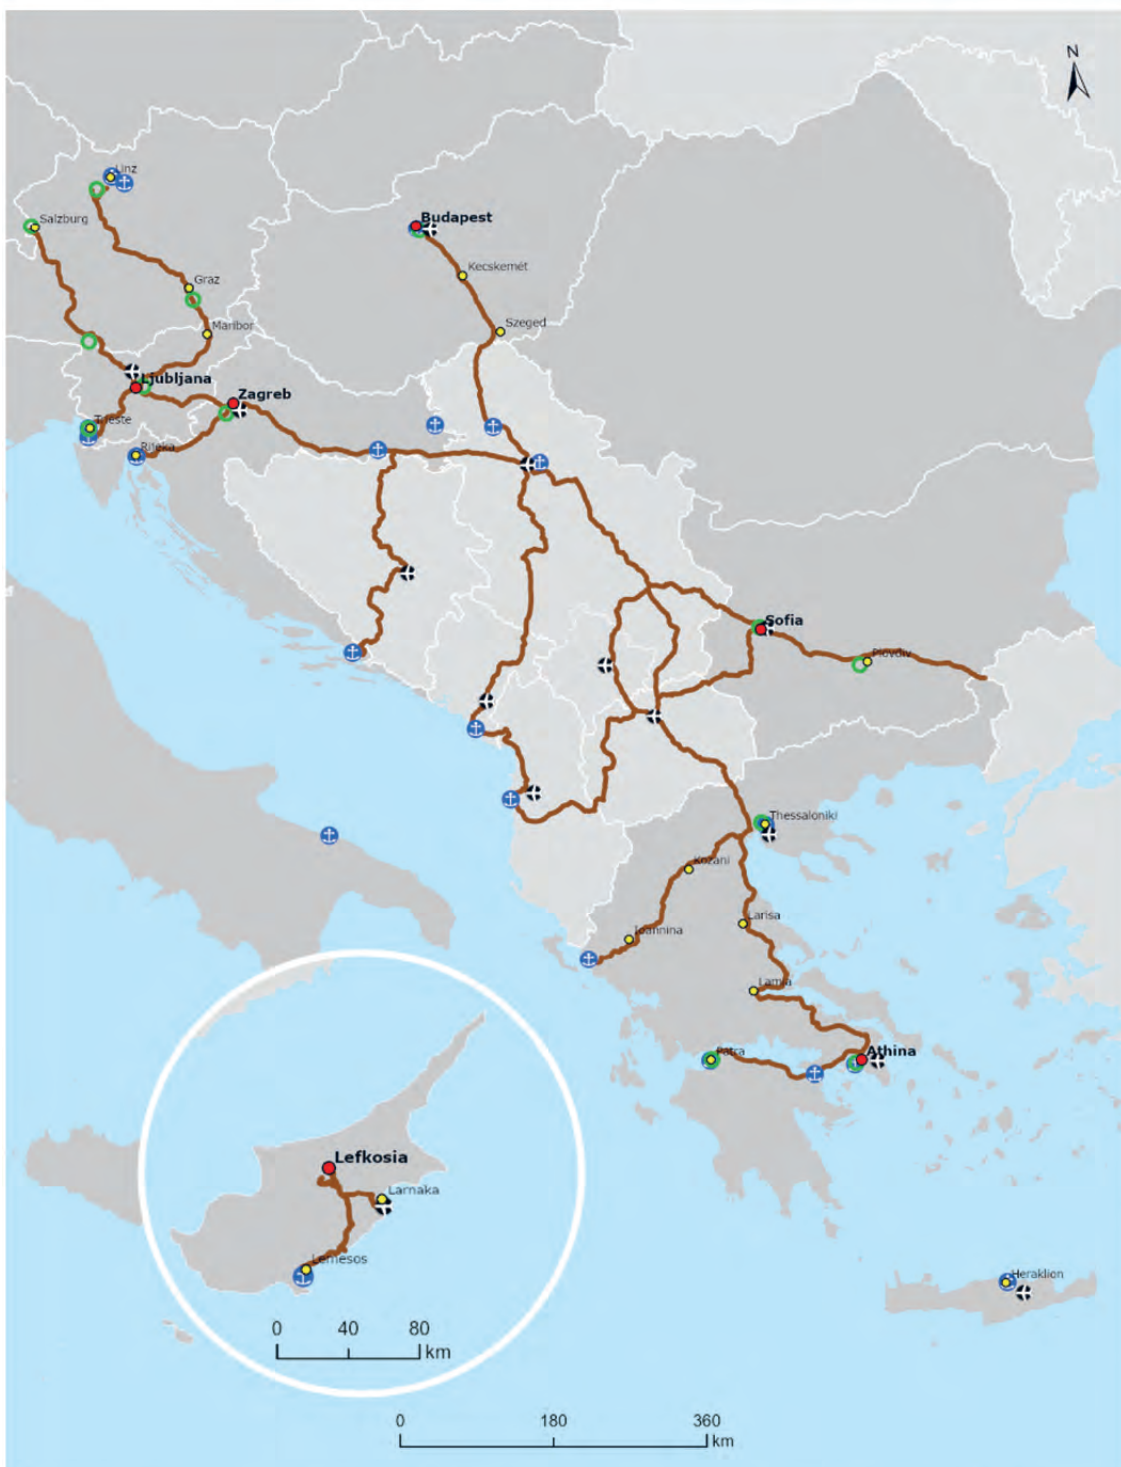 N
Linz
Salzburg
Budapest
Kecskemét
Graz
Szeged
Maribor
Ljubljana
Zagreb
Trieste
Rijeka
Sofia
Plovdiv
Thessaloniki
Kozani
Larisa
Ioannina
Lamia
Patra
Athina
Lefkosia
Larnaka
Lemesos
Heraklion
0 40 80
km
0 180 360
km